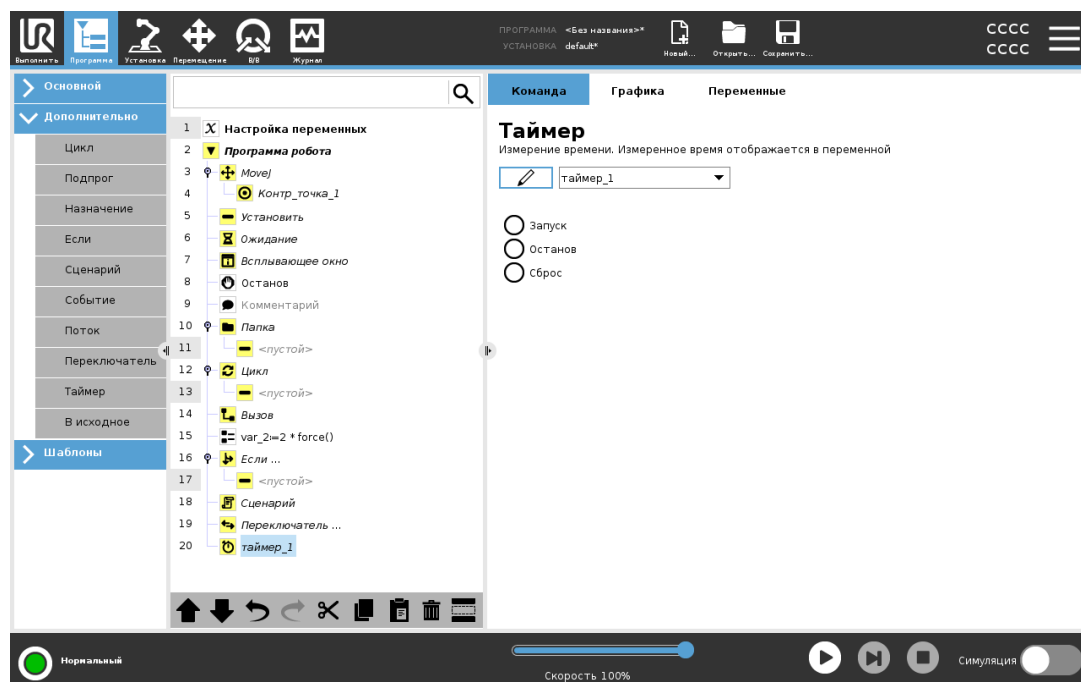 UR
Выполнить
Программа
Установка
Перемещение
В/В
Журнал
ПРОГРАММА <Без названия>*
УСТАНОВКА default*
Новый...
Открыть...
Сохранить...
CCCC
CCCC
Основной
Дополнительно
Цикл
Подпрог
Назначение
Если
Сценарий
Событие
Поток
Переключатель
Таймер
В исходное
Шаблоны
1 X Настройка переменных
2 Программа робота
3 MoveJ
4 Контр_точка_1
5 Установить
6 Ожидание
7 Всплывающее окно
8 Останов
9 Комментарий
10 Папка
11 <пустой>
12 Цикл
13 <пустой>
14 Вызов
15 var_2≔2 * force()
16 Если ...
17 <пустой>
18 Сценарий
19 Переключатель ...
20 таймер_1
Команда
Графика
Переменные
Таймер
Измерение времени. Измеренное время отображается в переменной
таймер_1
Запуск
Останов
Сброс
Нормальный
Скорость 100%
Симуляция